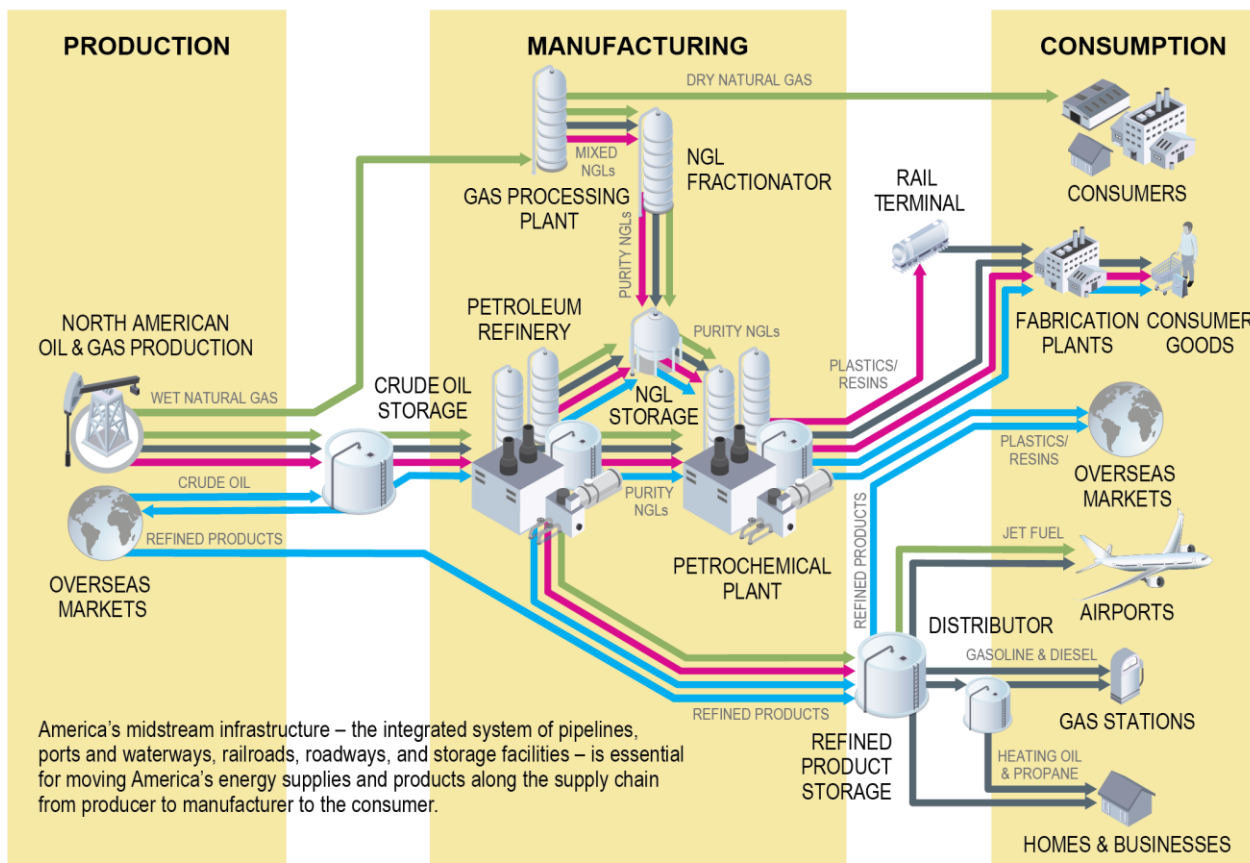 PRODUCTION
MANUFACTURING
CONSUMPTION
DRY NATURAL GAS
MIXED
NGLs
GAS PROCESSING
PLANT
NGL
FRACTIONATOR
PURITY NGLs
RAIL
TERMINAL
CONSUMERS
NORTH AMERICAN
OIL & GAS PRODUCTION
WET NATURAL GAS
CRUDE OIL
STORAGE
PETROLEUM
REFINERY
PURITY NGLs
NGL
STORAGE
PLASTICS/
RESINS
FABRICATION
PLANTS
CONSUMER
GOODS
CRUDE OIL
REFINED PRODUCTS
OVERSEAS
MARKETS
PURITY
NGLs
PETROCHEMICAL
PLANT
REFINED PRODUCTS
PLASTICS/
RESINS
OVERSEAS
MARKETS
JET FUEL
AIRPORTS
DISTRIBUTOR
GASOLINE & DIESEL
GAS STATIONS
REFINED PRODUCTS
REFINED
PRODUCT
STORAGE
HEATING OIL
& PROPANE
HOMES & BUSINESSES
America's midstream infrastructure – the integrated system of pipelines,
ports and waterways, railroads, roadways, and storage facilities – is essential
for moving America's energy supplies and products along the supply chain
from producer to manufacturer to the consumer.